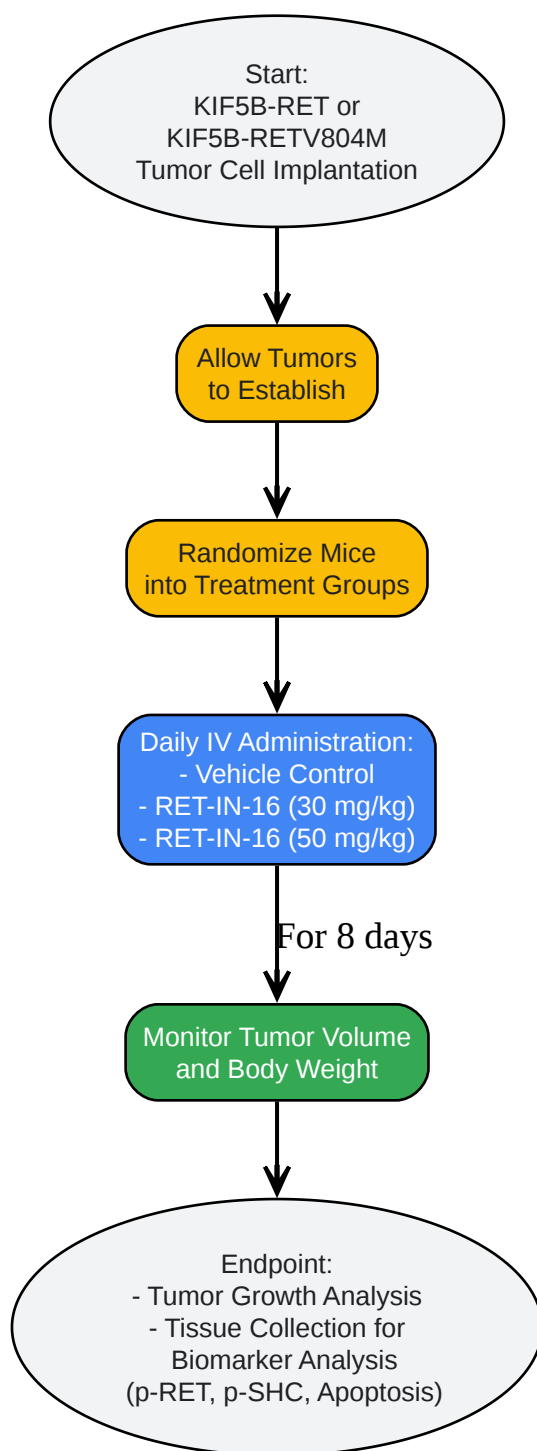 Start:
KIF5B-RET or
KIF5B-RETV804M
Tumor Cell Implantation
Allow Tumors
to Establish
Randomize Mice
into Treatment Groups
Daily IV Administration:
- Vehicle Control
- RET-IN-16 (30 mg/kg)
- RET-IN-16 (50 mg/kg)
For 8 days
Monitor Tumor Volume
and Body Weight
Endpoint:
- Tumor Growth Analysis
- Tissue Collection for
Biomarker Analysis
(p-RET, p-SHC, Apoptosis)